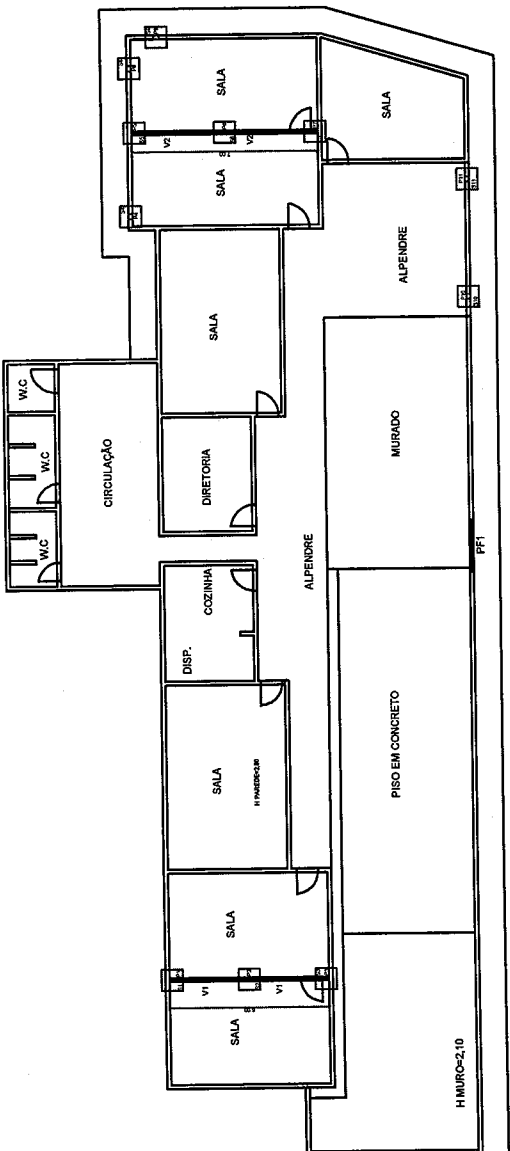 SALA
SALA
V2
V2
SALA
ALPENDRE
SALA
W.C
W.C
W.C
CIRCULAÇÃO
DIRETORIA
MURADO
ALPENDRE
PF1
COZINHA
DISP.
SALA
H PAREDE=2,80
PISO EM CONCRETO
SALA
V1
V1
SALA
H MURO=2,10